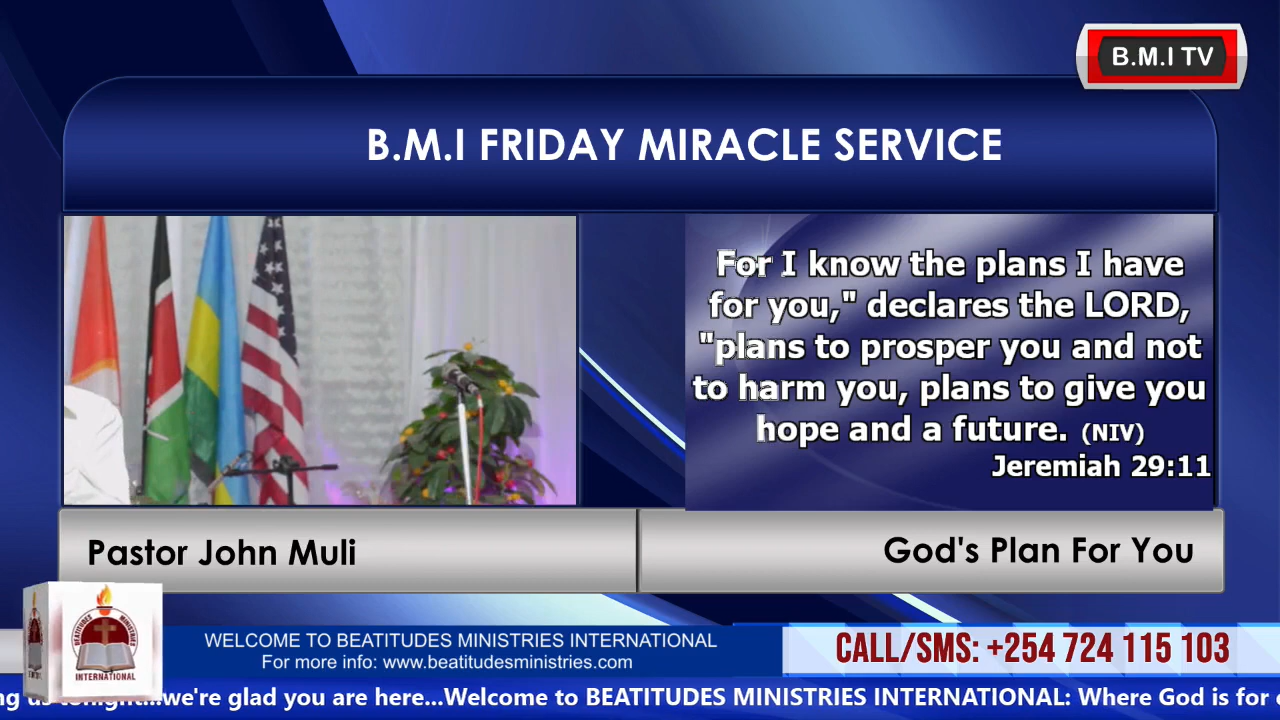 B.M.I TV
B.M.I FRIDAY MIRACLE SERVICE
For I know the plans I have
for you," declares the LORD,
"plans to prosper you and not
to harm you, plans to give you
hope and a future. (NIV)
Jeremiah 29:11
Pastor John Muli
God's Plan For You
BEATITUDES MINISTRIES
INTERNATIONAL
WELCOME TO BEATITUDES MINISTRIES INTERNATIONAL
For more info: www.beatitudesministries.com
CALL/SMS: +254 724 115 103
we're glad you are here...Welcome to BEATITUDES MINISTRIES INTERNATIONAL: Where God is for